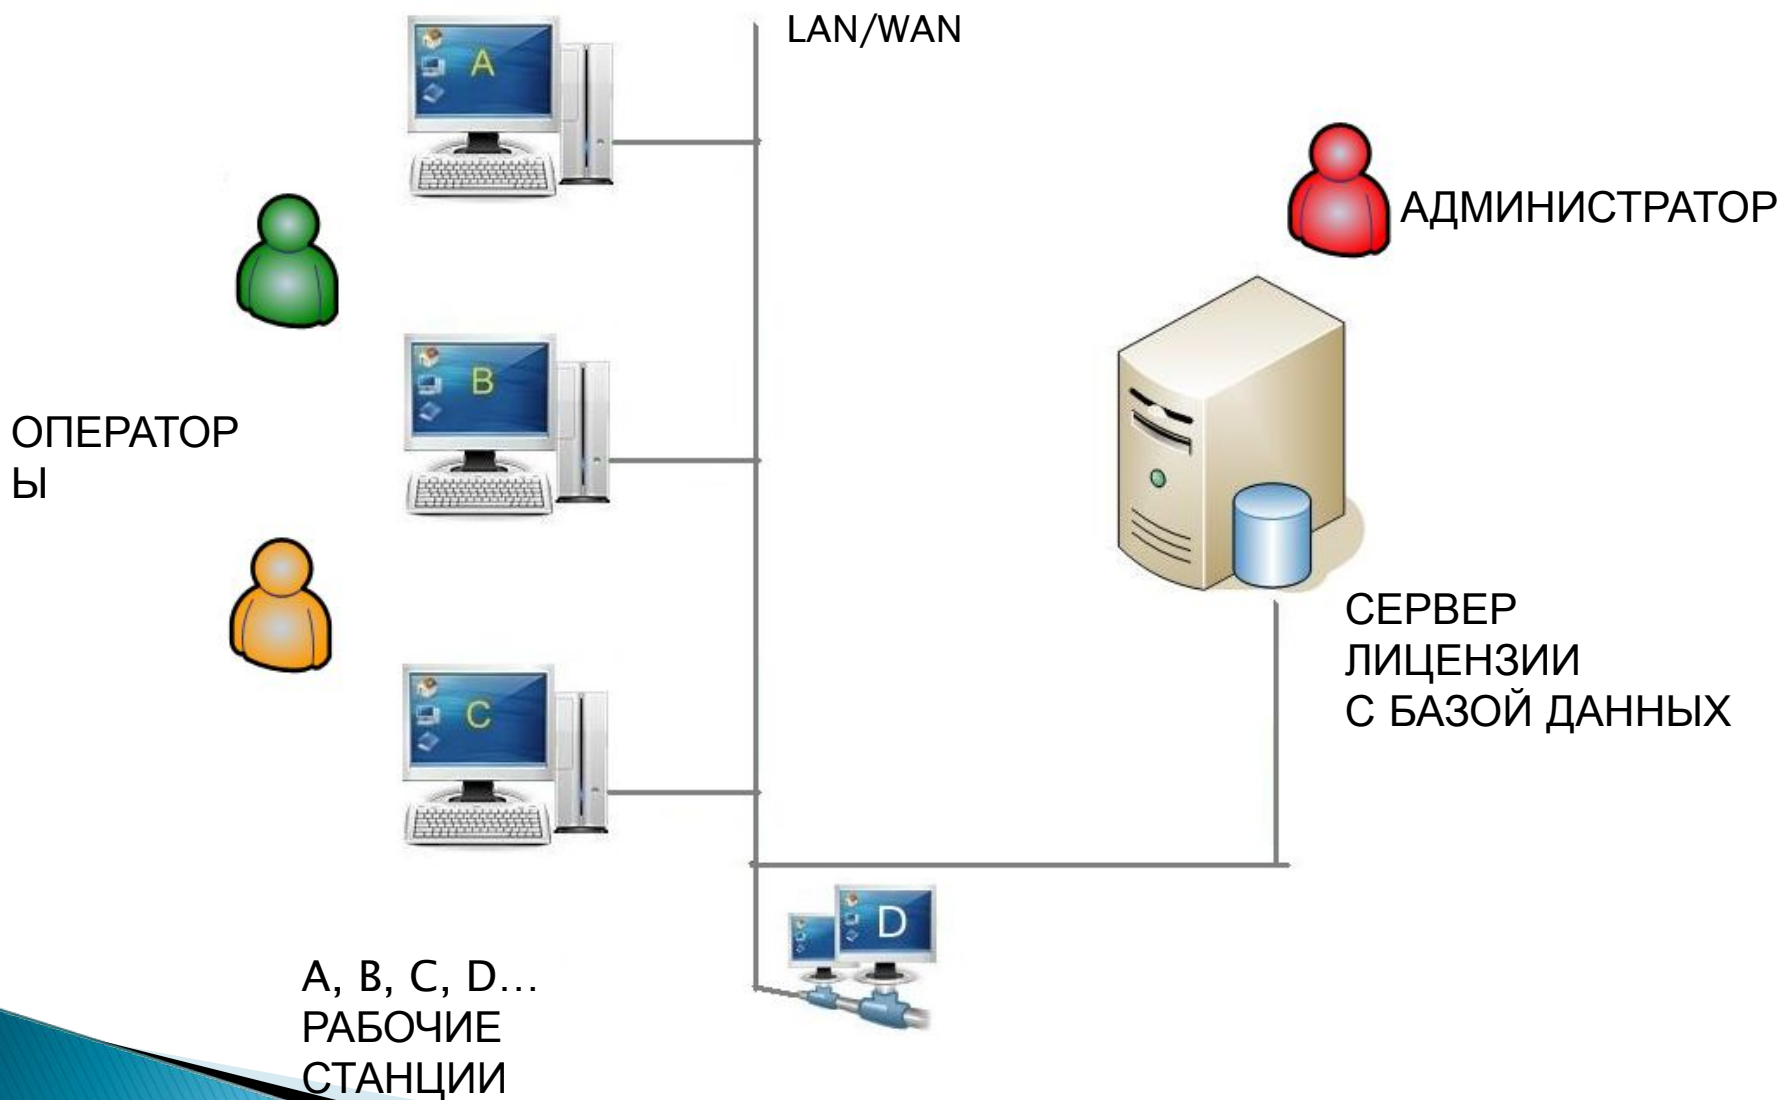 LAN/WAN
A
АДМИНИСТРАТОР
B
ОПЕРАТОР
Ы
СЕРВЕР
ЛИЦЕНЗИИ
С БАЗОЙ ДАННЫХ
C
D
A, B, C, D...
РАБОЧИЕ
СТАНЦИИ